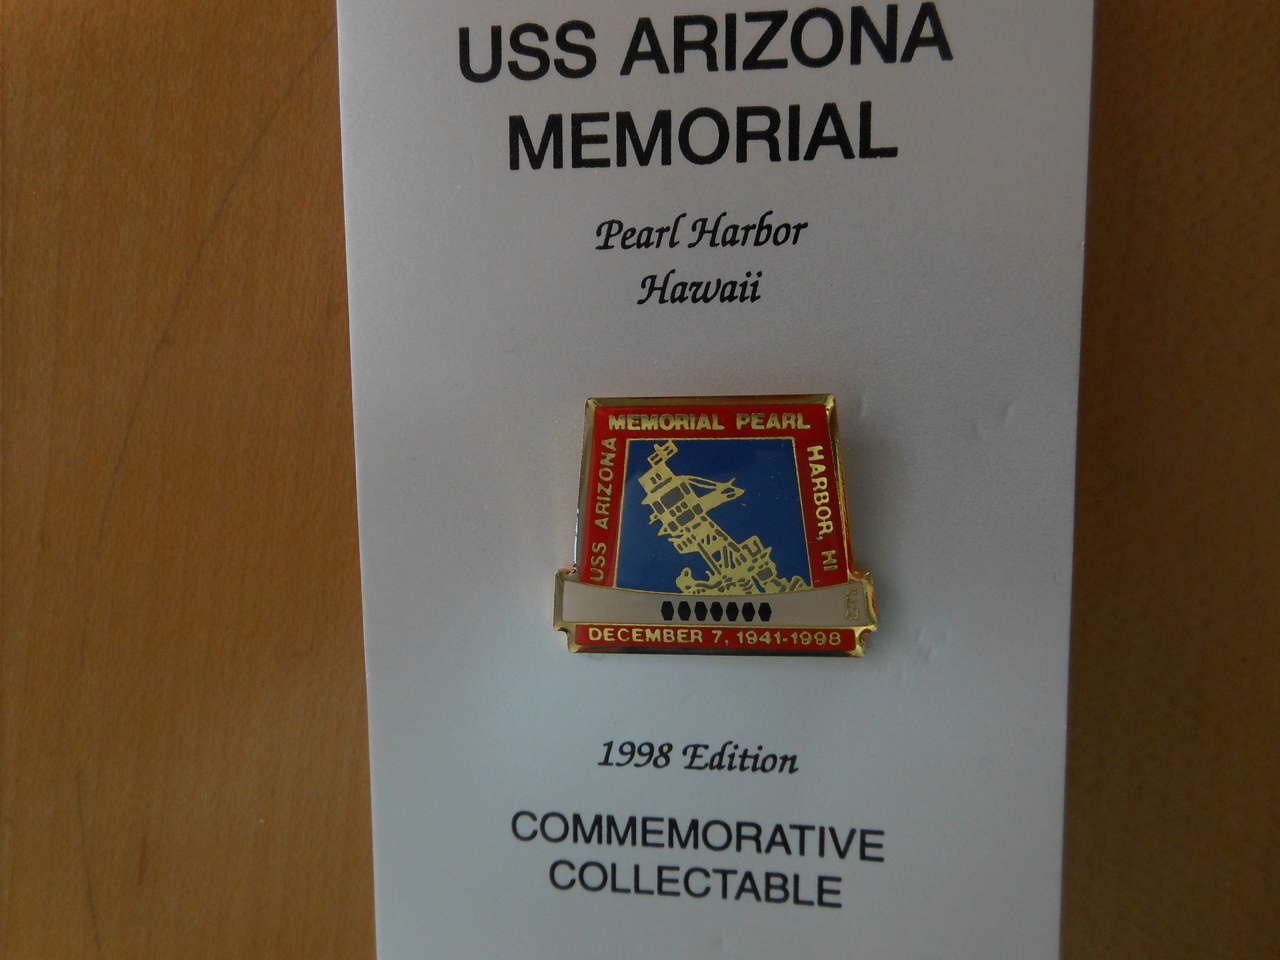 USS ARIZONA
MEMORIAL
Pearl Harbor
Hawaii
USS ARIZONA
MEMORIAL PEARL
HARBOR, HI
DECEMBER 7, 1941-1998
1998 Edition
COMMEMORATIVE
COLLECTABLE